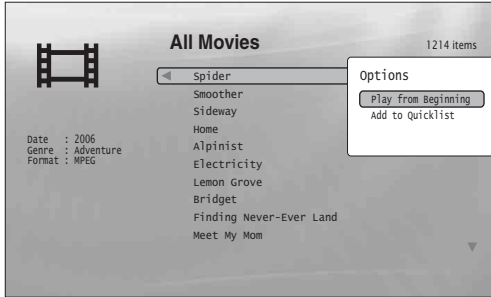 All Movies
1214 items
Spider
Smoother
Sideway
Home
Alpinist
Electricity
Lemon Grove
Bridget
Finding Never-Ever Land
Meet My Mom
Options
Play from Beginning
Add to Quicklist
Date : 2006
Genre : Adventure
Format : MPEG